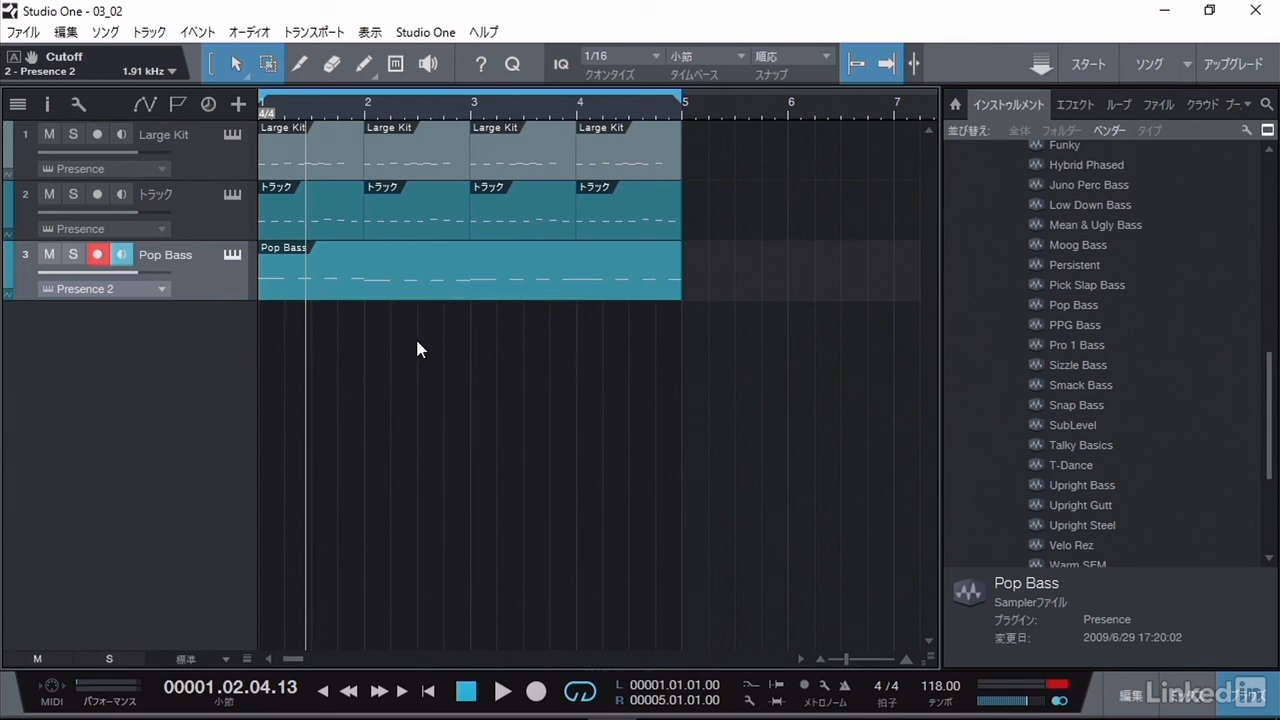 Studio One - 03_02
ファイル 編集 ソング トラック イベント オーディオ トランスポート 表示 Studio One ヘルプ
A Cutoff
2 - Presence 2 1.91 kHz
IQ 1/16 小節 順応
クオンタイズ タイムベース スナップ
スタート ソング アップグレード
1 2 3 4 5 6 7
4/4
インストゥルメント エフェクト ループ ファイル クラウド プー..
並び替え: 全体 フォルダー ベンダー タイプ
1 M S Large Kit
Presence
Large Kit Large Kit Large Kit Large Kit
2 M S トラック
Presence
トラック トラック トラック トラック
3 M S Pop Bass
Presence 2
Pop Bass
Funky
Hybrid Phased
Juno Perc Bass
Low Down Bass
Mean & Ugly Bass
Moog Bass
Persistent
Pick Slap Bass
Pop Bass
PPG Bass
Pro 1 Bass
Sizzle Bass
Smack Bass
Snap Bass
SubLevel
Talky Basics
T-Dance
Upright Bass
Upright Gutt
Upright Steel
Velo Rez
Warm SEM
Pop Bass
Samplerファイル
プラグイン: Presence
変更日: 2009/6/29 17:20:02
M S 標準
MIDI パフォーマンス
00001.02.04.13
小節
L 00001.01.01.00
R 00005.01.01.00
メトロノーム
4 / 4
拍子
118.00
テンポ
編集
LinkedIn